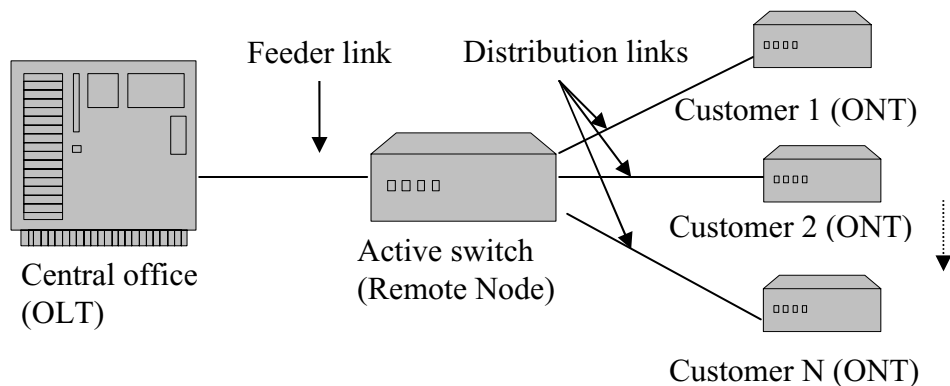 Feeder link
Distribution links
Customer 1 (ONT)
Customer 2 (ONT)
Central office
(OLT)
Active switch
(Remote Node)
Customer N (ONT)